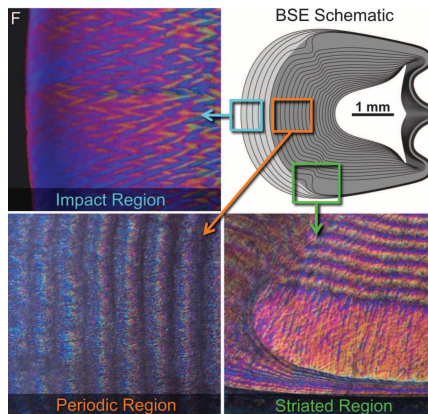 F
BSE Schematic
1 mm
Impact Region
Periodic Region
Striated Region